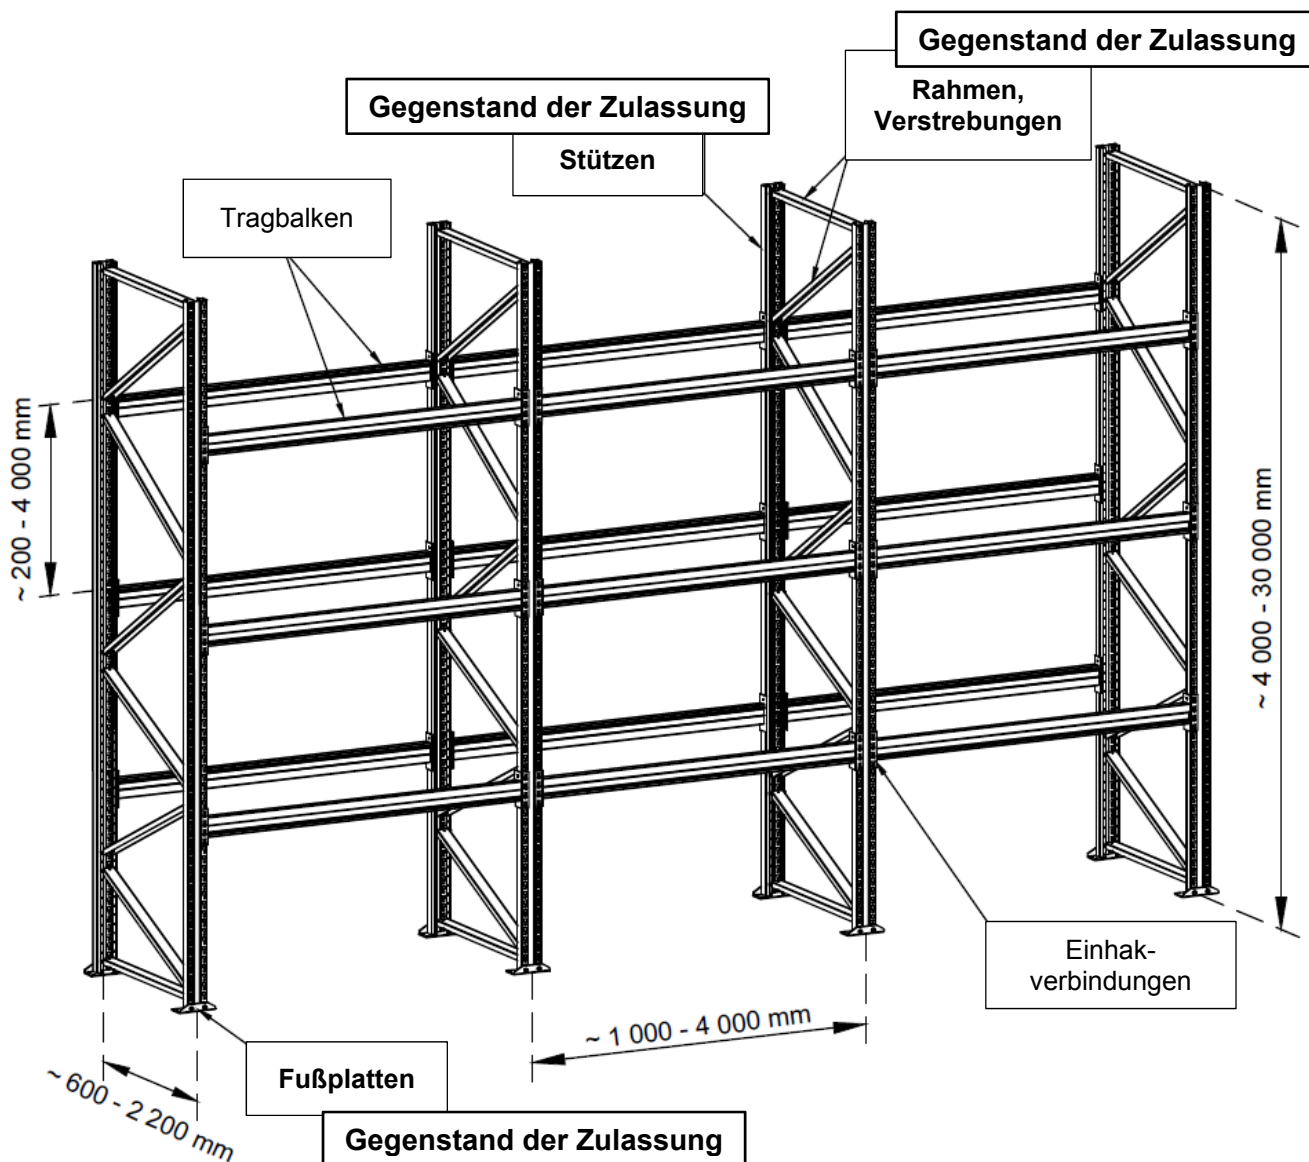 Gegenstand der Zulassung
Rahmen,
Verstrebungen
Gegenstand der Zulassung
Stützen
Tragbalken
~ 200 - 4 000 mm
~ 4 000 - 30 000 mm
Einhak-
verbindungen
~ 1 000 - 4 000 mm
~ 600 - 2 200 mm
Fußplatten
Gegenstand der Zulassung